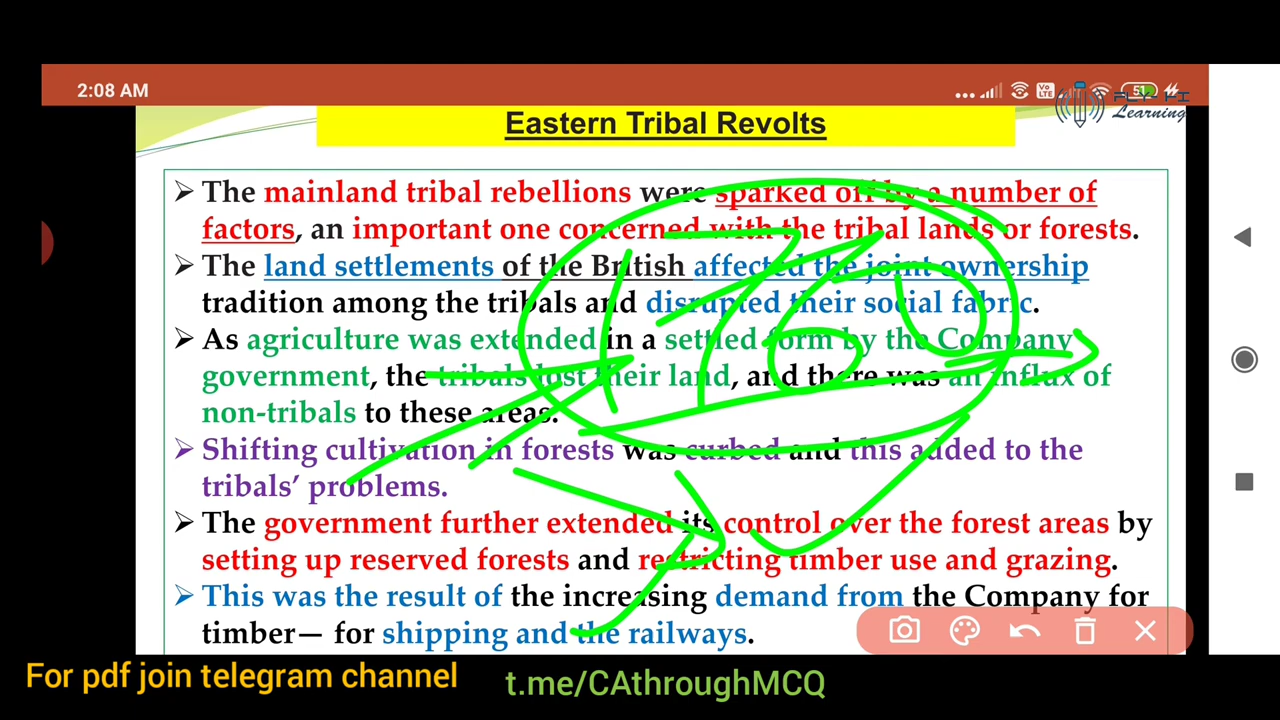 2:08 AM
51
Learning
Eastern Tribal Revolts
➢ The mainland tribal rebellions were sparked off by a number of
factors, an important one concerned with the tribal lands or forests.
➢ The land settlements of the British affected the joint ownership
tradition among the tribals and disrupted their social fabric.
➢ As agriculture was extended in a settled form by the Company
government, the tribals lost their land, and there was an influx of
non-tribals to these areas.
➢ Shifting cultivation in forests was curbed and this added to the
tribals’ problems.
➢ The government further extended its control over the forest areas by
setting up reserved forests and restricting timber use and grazing.
➢ This was the result of the increasing demand from the Company for
timber— for shipping and the railways.
1760
For pdf join telegram channel
t.me/CAthroughMCQ